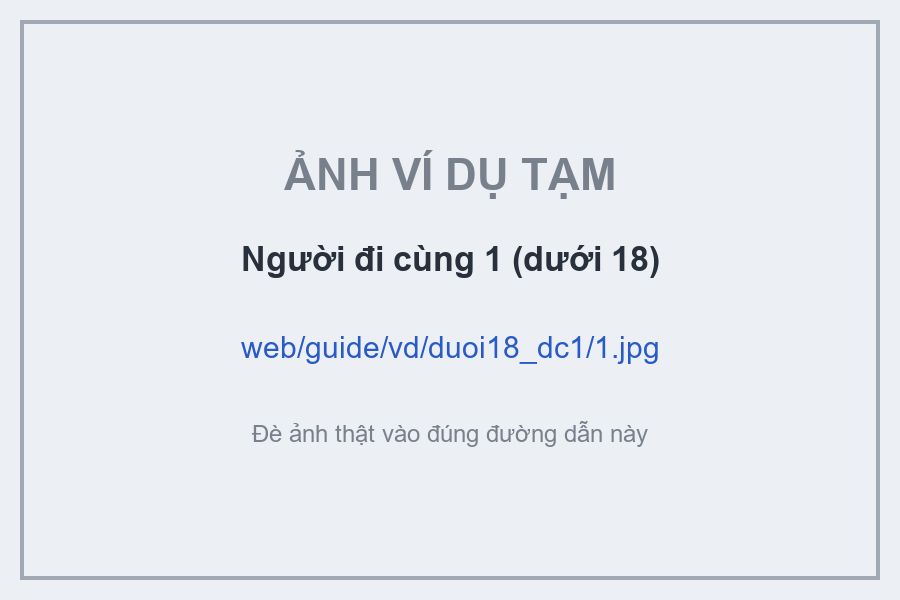 ẢNH VÍ DỤ TẠM
Người đi cùng 1 (dưới 18)
web/guide/vd/duoi18_dc1/1.jpg
Đè ảnh thật vào đúng đường dẫn này